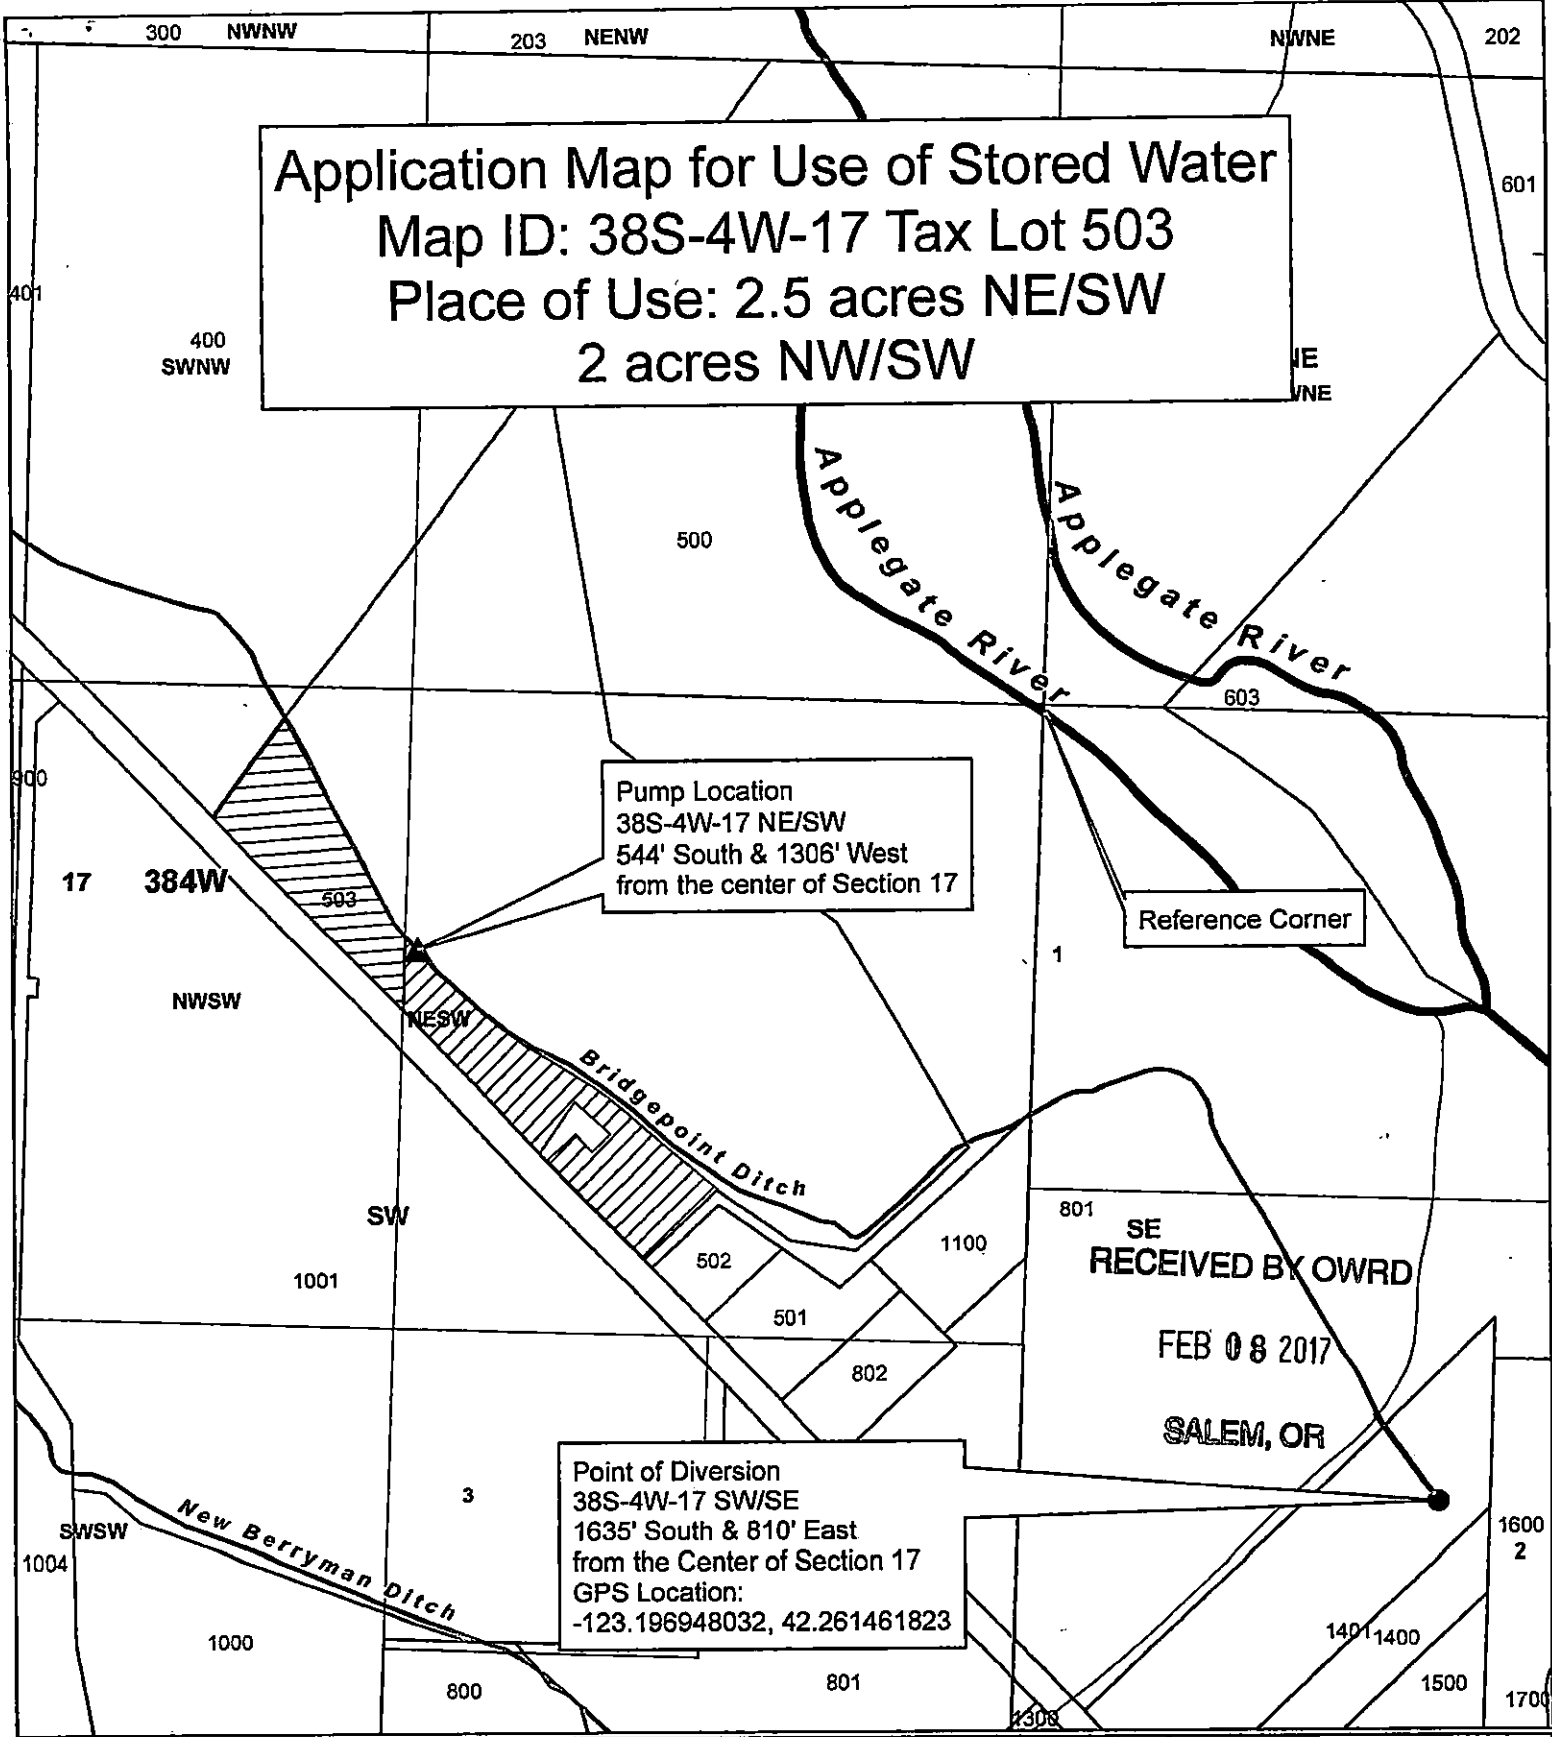 300 NWNW
203 NENW
NWNE
202
Application Map for Use of Stored Water
Map ID: 38S-4W-17 Tax Lot 503
Place of Use: 2.5 acres NE/SW
2 acres NW/SW
601
401
400
SWNW
NE
500
Applegate River
Applegate River
603
900
Pump Location
38S-4W-17 NE/SW
544' South & 1306' West
from the center of Section 17
17 384W
503
Reference Corner
1
NWSW
NESW
Bridgepoint Ditch
SW
801
SE
1100
502
RECEIVED BY OWRD
1001
501
FEB 08 2017
802
SALEM, OR
Point of Diversion
38S-4W-17 SW/SE
1635' South & 810' East
from the Center of Section 17
GPS Location:
-123.196948032, 42.261461823
3
New Berryman Ditch
SWSW
1004
1600
2
1000
1401 1400
800
801
1500
1700
1300